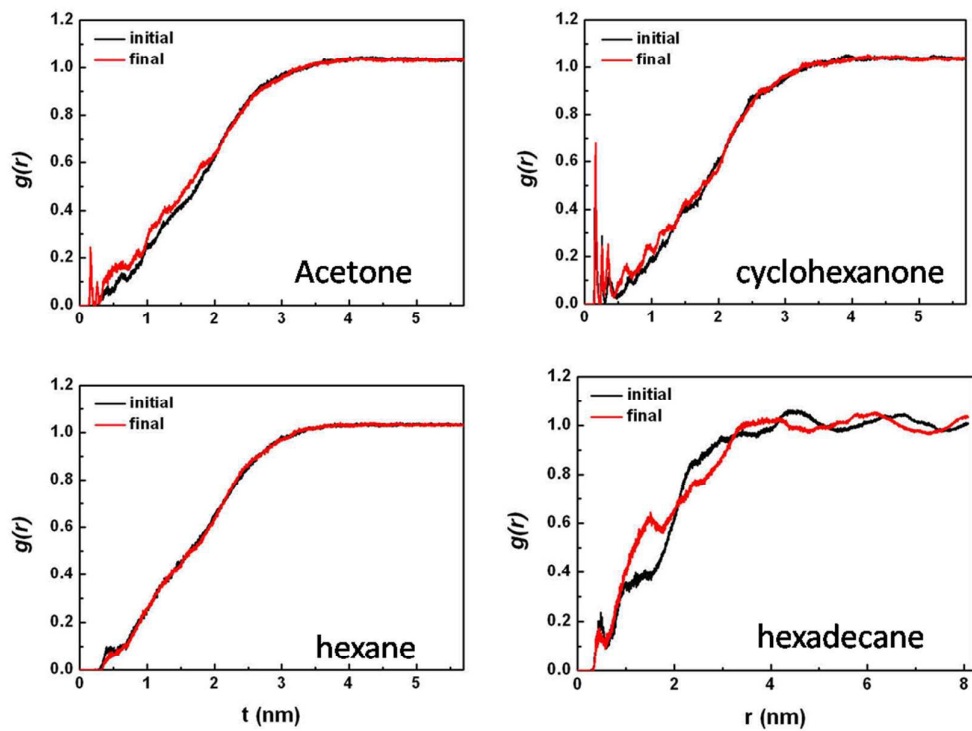 1.2
initial
final
1.0
0.8
g(r)
0.6
0.4
0.2
Acetone
0.0
0 1 2 3 4 5
1.2
initial
final
1.0
0.8
g(r)
0.6
0.4
0.2
cyclohexanone
0.0
0 1 2 3 4 5
1.2
initial
final
1.0
0.8
g(r)
0.6
0.4
0.2
hexane
0.0
0 1 2 3 4 5
t (nm)
1.2
initial
final
1.0
0.8
g(r)
0.6
0.4
0.2
hexadecane
0.0
0 2 4 6 8
r (nm)